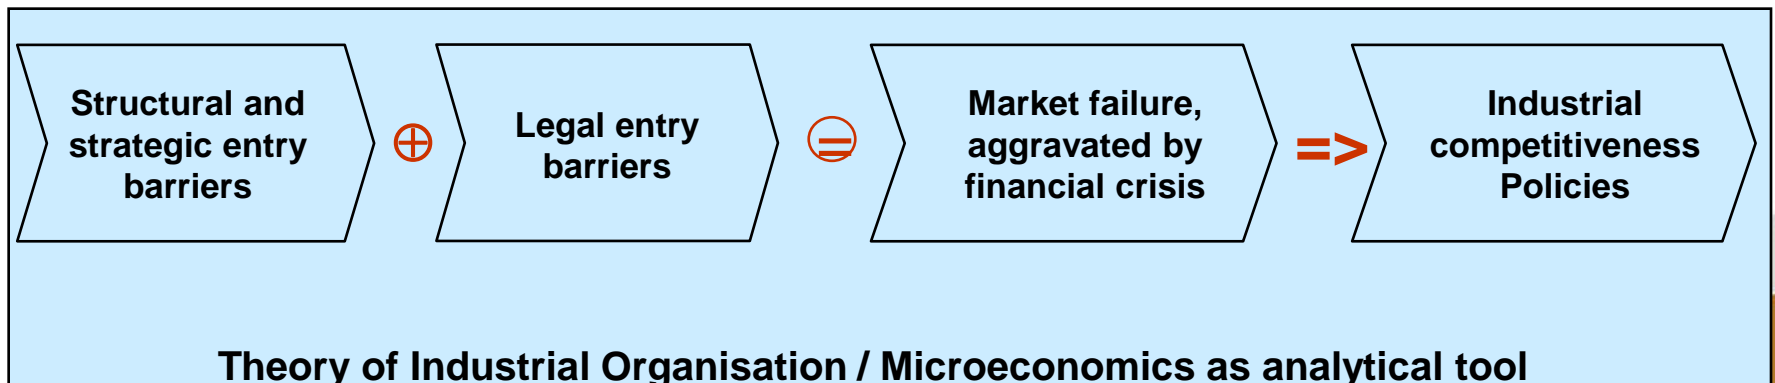 Structural and
strategic entry
barriers
⊕
Legal entry
barriers
=
Market failure,
aggravated by
financial crisis
=>
Industrial
competitiveness
Policies
Theory of Industrial Organisation / Microeconomics as analytical tool